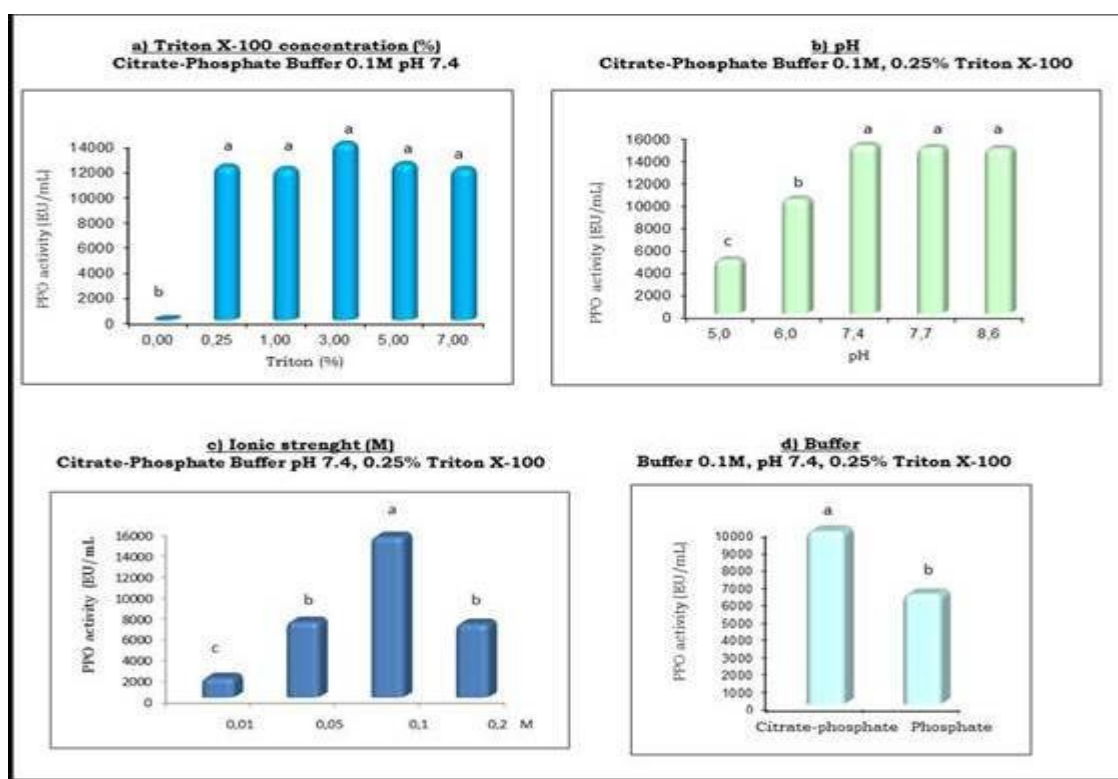 a) Triton X-100 concentration (%)
Citrate-Phosphate Buffer 0.1M pH 7.4
PPO activity [EU/mL]
14000
12000
10000
8000
6000
4000
2000
0
b
a
a
a
a
a
0,00 0,25 1,00 3,00 5,00 7,00
Triton (%)
b) pH
Citrate-Phosphate Buffer 0.1M, 0.25% Triton X-100
PPO activity [EU/mL]
16000
14000
12000
10000
8000
6000
4000
2000
0
c
b
a
a
a
5,0 6,0 7,4 7,7 8,6
pH
c) Ionic strenght (M)
Citrate-Phosphate Buffer pH 7.4, 0.25% Triton X-100
PPO activity (EU/mL
16000
14000
12000
10000
8000
6000
4000
2000
0
c
b
a
b
0,01 0,05 0,1 0,2 M
d) Buffer
Buffer 0.1M, pH 7.4, 0.25% Triton X-100
PPO activity [EU/mL]
10000
9000
8000
7000
6000
5000
4000
3000
2000
1000
0
a
b
Citrate-phosphate Phosphate